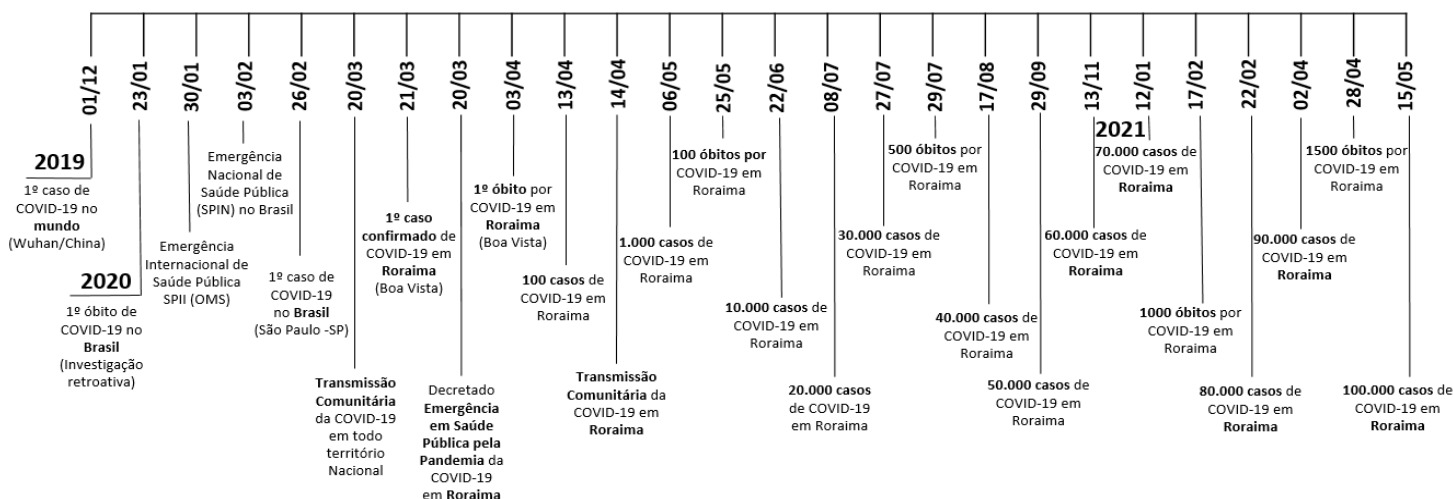 01/12
23/01
30/01
03/02
26/02
20/03
21/03
20/03
03/04
13/04
14/04
06/05
25/05
22/06
08/07
27/07
29/07
17/08
29/09
13/11
12/01
17/02
22/02
02/04
28/04
15/05
2019
1º caso de
COVID-19 no
mundo
(Wuhan/China)
2020
1º óbito de
COVID-19 no
Brasil
(Investigação
retroativa)
Emergência
Internacional de
Saúde Pública
SPII (OMS)
Emergência
Nacional de
Saúde Pública
(SPIN) no Brasil
1º caso de
COVID-19
no Brasil
(São Paulo -SP)
Transmissão
Comunitária
da COVID-19
em todo
território
Nacional
1º caso
confirmado de
COVID-19 em
Roraima
(Boa Vista)
Decretado
Emergência
em Saúde
Pública pela
Pandemia da
COVID-19
em Roraima
1º óbito por
COVID-19 em
Roraima
(Boa Vista)
100 casos de
COVID-19 em
Roraima
Transmissão
Comunitária da
COVID-19 em
Roraima
1.000 casos de
COVID-19 em
Roraima
100 óbitos por
COVID-19 em
Roraima
10.000 casos de
COVID-19 em
Roraima
20.000 casos
de COVID-19
em Roraima
30.000 casos de
COVID-19 em
Roraima
500 óbitos por
COVID-19 em
Roraima
40.000 casos de
COVID-19 em
Roraima
50.000 casos de
COVID-19 em
Roraima
60.000 casos de
COVID-19 em
Roraima
2021
70.000 casos de
COVID-19 em
Roraima
1000 óbitos por
COVID-19 em
Roraima
80.000 casos de
COVID-19 em
Roraima
90.000 casos de
COVID-19 em
Roraima
1500 óbitos por
COVID-19 em
Roraima
100.000 casos de
COVID-19 em
Roraima